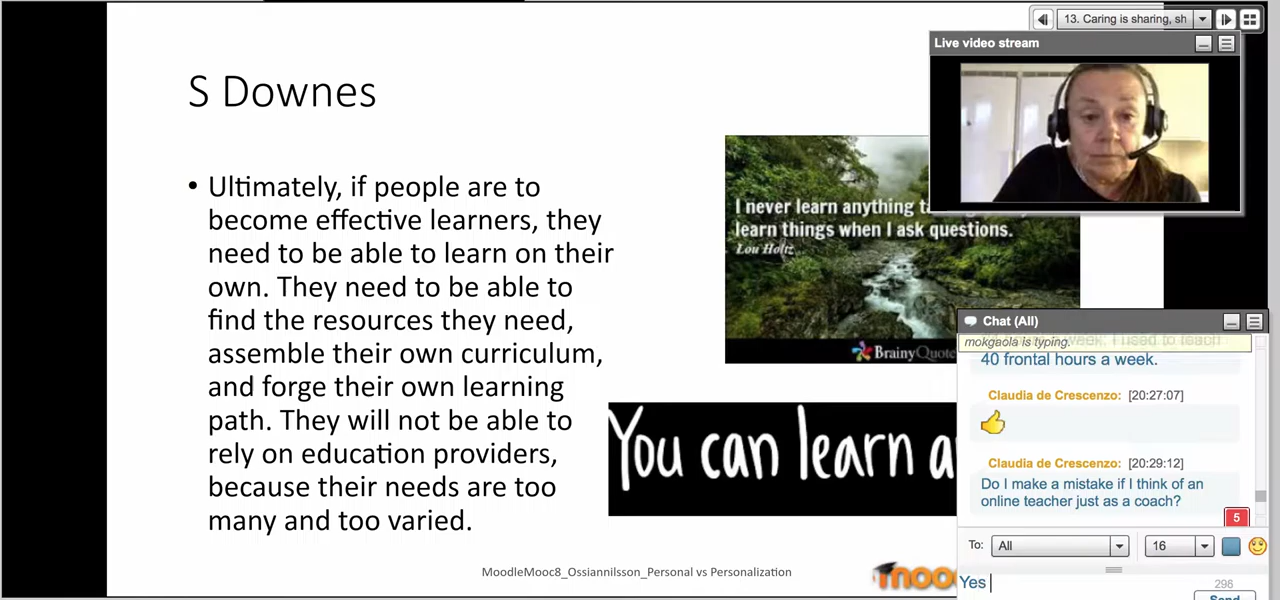 13. Caring is sharing, sh
Live video stream
S Downes
• Ultimately, if people are to
become effective learners, they
need to be able to learn on their
own. They need to be able to
find the resources they need,
assemble their own curriculum,
and forge their own learning
path. They will not be able to
rely on education providers,
because their needs are too
many and too varied.
I never learn anything
learn things when I ask questions.
Lou Holtz
BrainyQuote
You can learn
MoodleMooc8_Ossiannilsson_Personal vs Personalization
moo
Chat (All)
mokgaola is typing.
40 frontal hours a week.
Claudia de Crescenzo: [20:27:07]
Claudia de Crescenzo: [20:29:12]
Do I make a mistake if I think of an
online teacher just as a coach?
5
To: All 16
Yes
296
Send